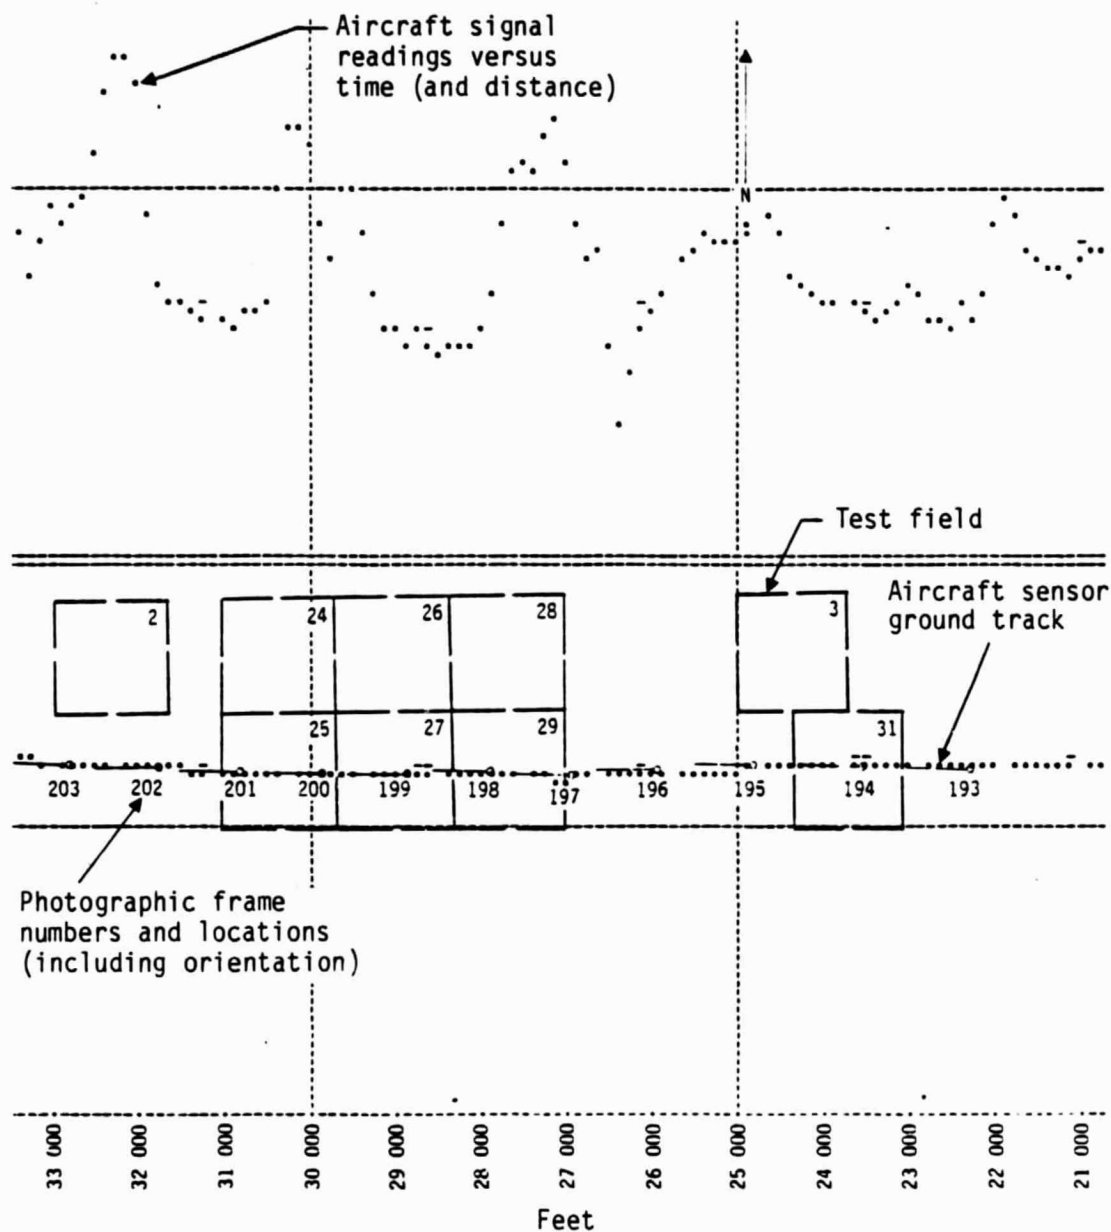 Aircraft signal
readings versus
time (and distance)
N
Test field
Aircraft sensor
ground track
2
24
26
28
3
25
27
29
31
203 202 201 200 199 198 197 196 195 194 193
Photographic frame
numbers and locations
(including orientation)
33 000
32 000
31 000
30 000
29 000
28 000
27 000
26 000
25 000
24 000
23 000
22 000
21 000
Feet